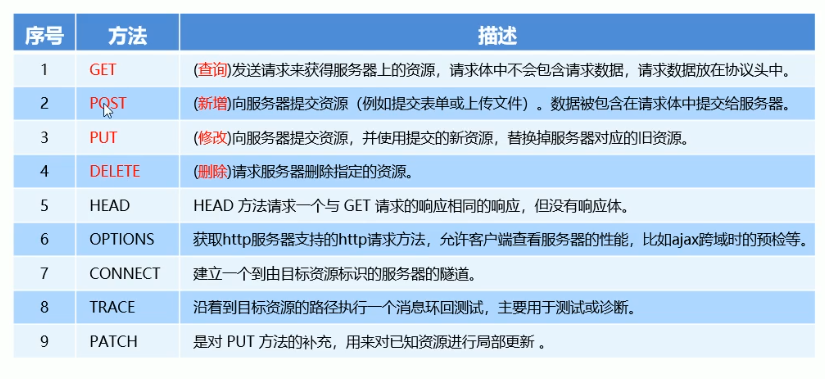 序号 方法 描述
1 GET (查询)发送请求来获得服务器上的资源，请求体中不会包含请求数据，请求数据放在协议头中。
2 POST (新增)向服务器提交资源（例如提交表单或上传文件）。数据被包含在请求体中提交给服务器。
3 PUT (修改)向服务器提交资源，并使用提交的新资源，替换掉服务器对应的旧资源。
4 DELETE (删除)请求服务器删除指定的资源。
5 HEAD HEAD 方法请求一个与 GET 请求的响应相同的响应，但没有响应体。
6 OPTIONS 获取http服务器支持的http请求方法，允许客户端查看服务器的性能，比如ajax跨域时的预检等。
7 CONNECT 建立一个到由目标资源标识的服务器的隧道。
8 TRACE 沿着到目标资源的路径执行一个消息环回测试，主要用于测试或诊断。
9 PATCH 是对 PUT 方法的补充，用来对已知资源进行局部更新 。